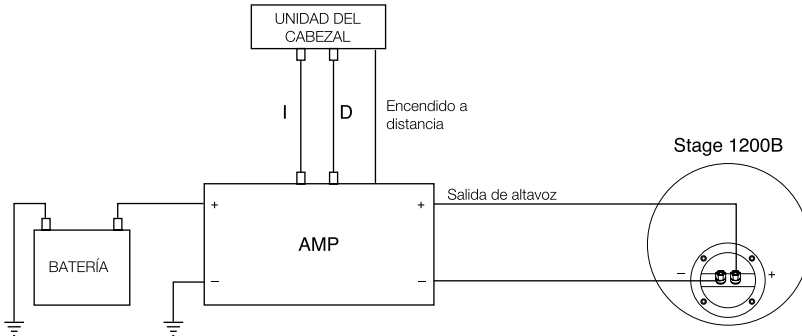 UNIDAD DEL
CABEZAL
I
D
Encendido a
distancia
Stage 1200B
Salida de altavoz
+
+
AMP
BATERÍA
–
–
–
+